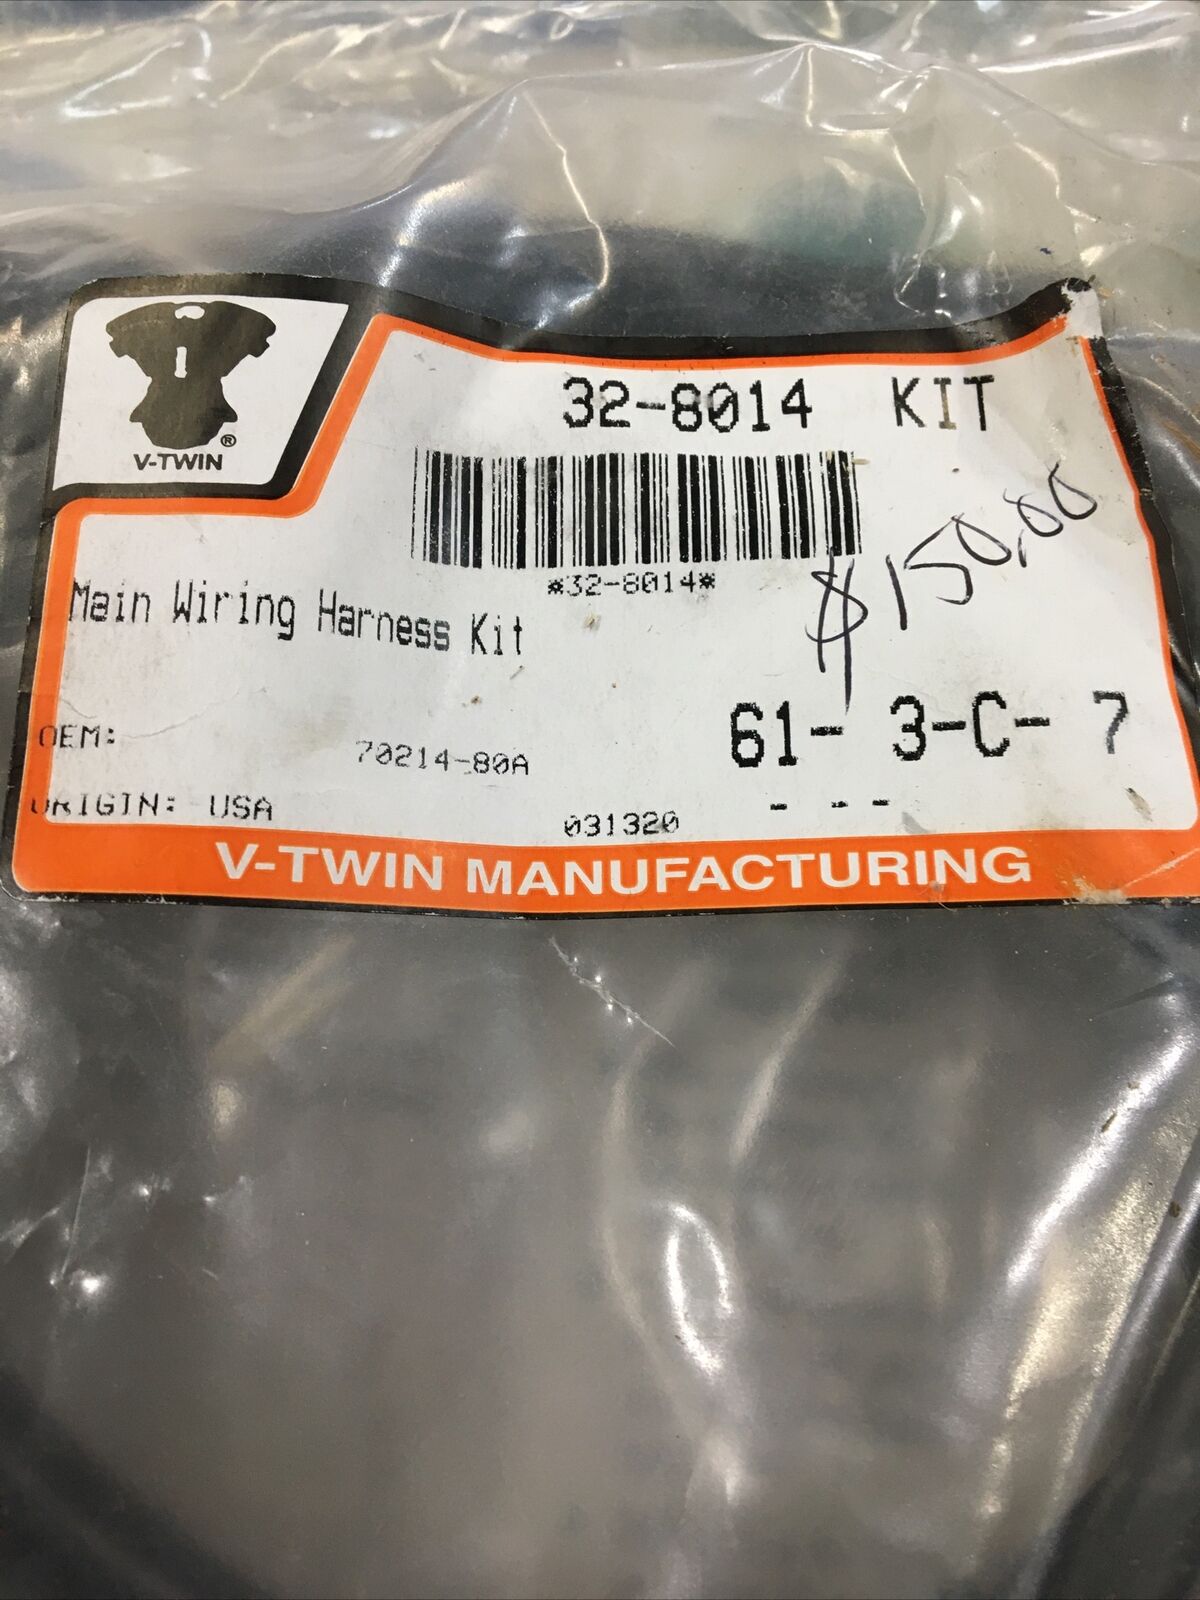 V-TWIN ®
32-8014 KIT
*32-8014*
$150.00
Main Wiring Harness Kit
61- 3-C- 7
OEM: 70214-80A
- - -
ORIGIN: USA 031320
V-TWIN MANUFACTURING